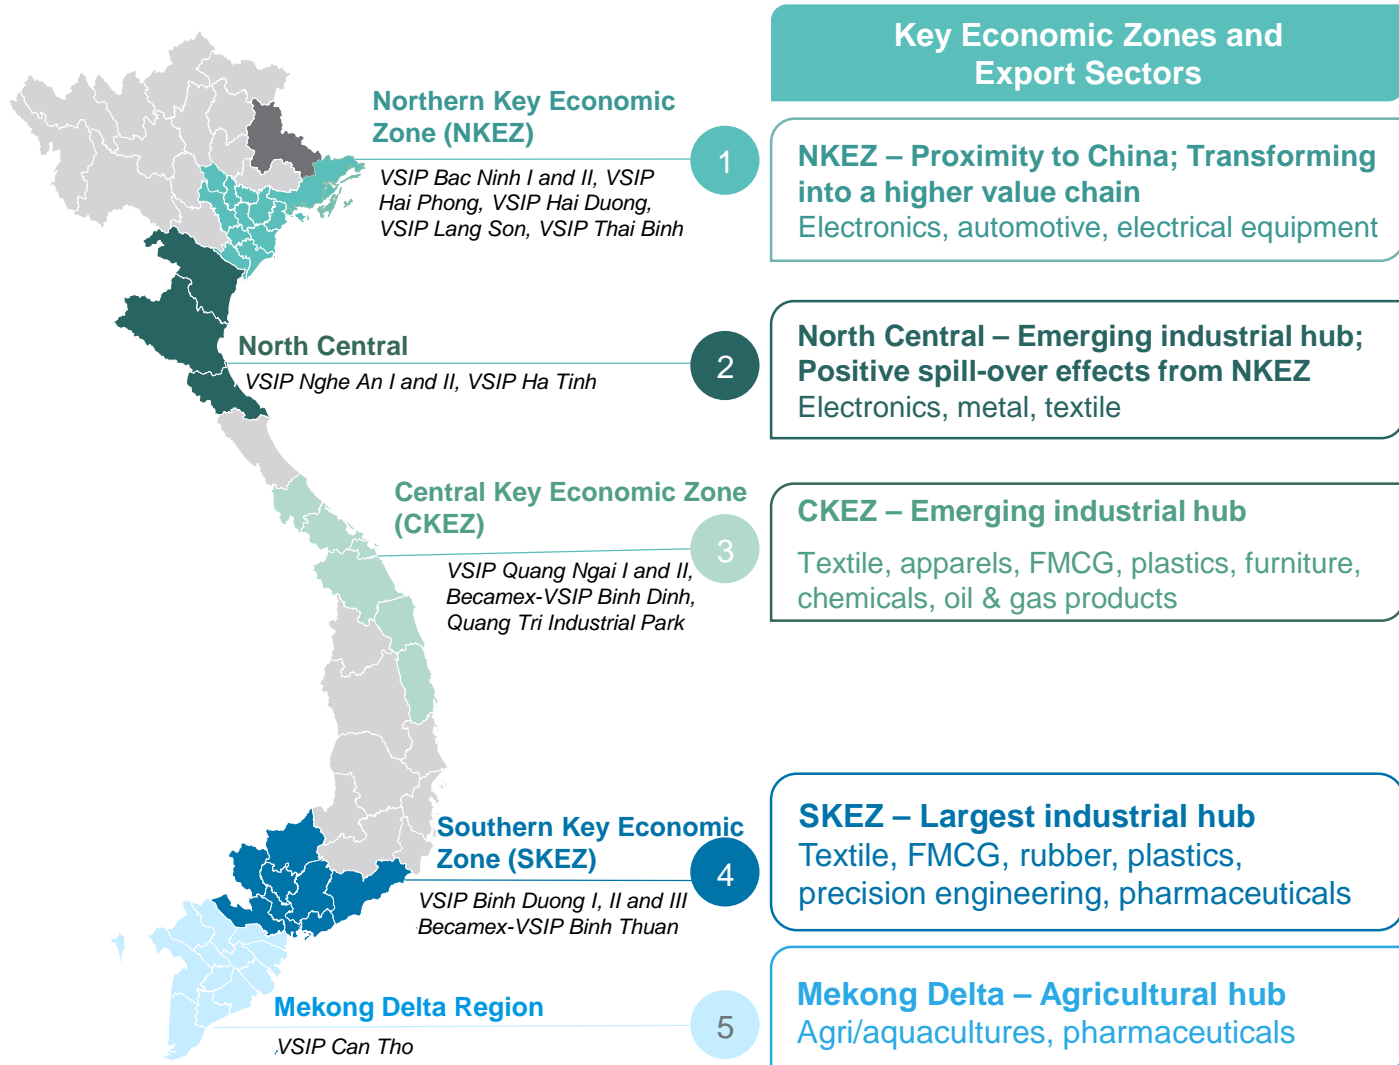 Key Economic Zones and
Export Sectors
Northern Key Economic
Zone (NKEZ)
VSIP Bac Ninh I and II, VSIP
Hai Phong, VSIP Hai Duong,
VSIP Lang Son, VSIP Thai Binh
1
NKEZ – Proximity to China; Transforming
into a higher value chain
Electronics, automotive, electrical equipment
North Central
VSIP Nghe An I and II, VSIP Ha Tinh
2
North Central – Emerging industrial hub;
Positive spill-over effects from NKEZ
Electronics, metal, textile
Central Key Economic Zone
(CKEZ)
VSIP Quang Ngai I and II,
Becamex-VSIP Binh Dinh,
Quang Tri Industrial Park
3
CKEZ – Emerging industrial hub
Textile, apparels, FMCG, plastics, furniture,
chemicals, oil & gas products
Southern Key Economic
Zone (SKEZ)
VSIP Binh Duong I, II and III
Becamex-VSIP Binh Thuan
4
SKEZ – Largest industrial hub
Textile, FMCG, rubber, plastics,
precision engineering, pharmaceuticals
Mekong Delta Region
VSIP Can Tho
5
Mekong Delta – Agricultural hub
Agri/aquacultures, pharmaceuticals